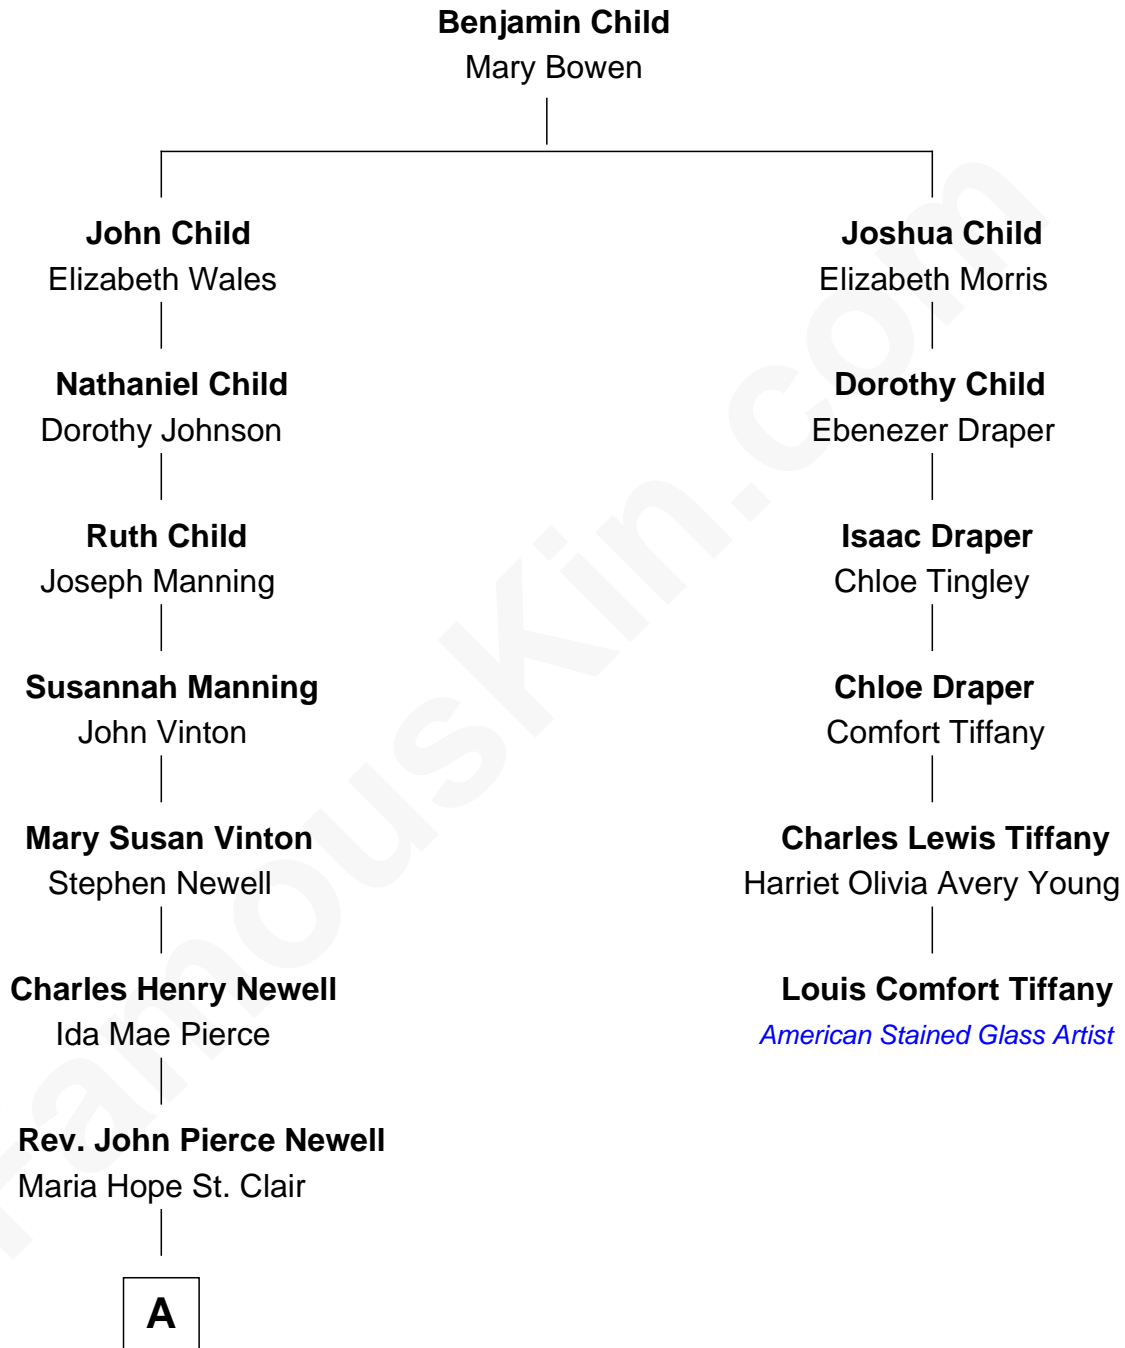 Benjamin Child
Mary Bowen
John Child
Elizabeth Wales
Joshua Child
Elizabeth Morris
Nathaniel Child
Dorothy Johnson
Dorothy Child
Ebenezer Draper
Ruth Child
Joseph Manning
Isaac Draper
Chloe Tingley
Susannah Manning
John Vinton
Chloe Draper
Comfort Tiffany
Mary Susan Vinton
Stephen Newell
Charles Lewis Tiffany
Harriet Olivia Avery Young
Charles Henry Newell
Ida Mae Pierce
Louis Comfort Tiffany
American Stained Glass Artist
Rev. John Pierce Newell
Maria Hope St. Clair
A
FamousKin.com